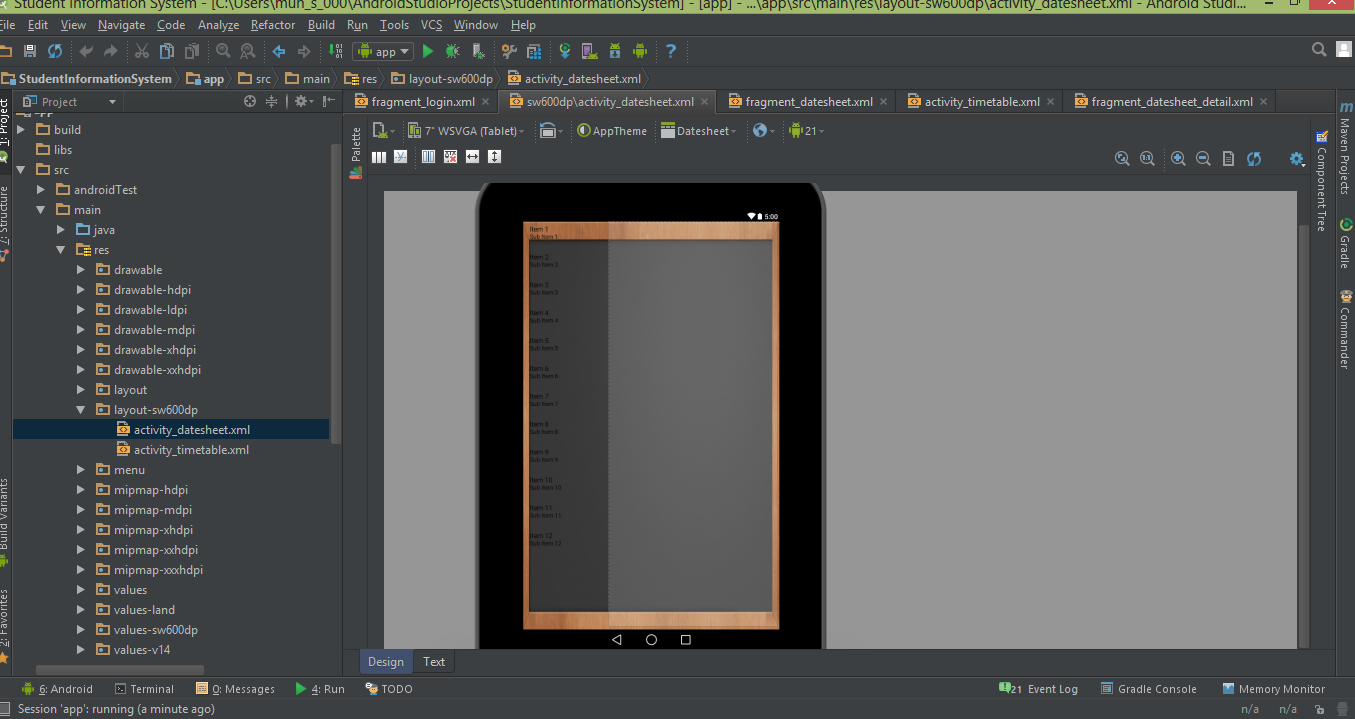 Student Information System - [C:\Users\muh_s_000\AndroidStudioProjects\StudentInformationSystem] - [app] - ...\app\src\main\res\layout-sw600dp\activity_datesheet.xml - Android Studi...
File Edit View Navigate Code Analyze Refactor Build Run Tools VCS Window Help
app
StudentInformationSystem app src main res layout-sw600dp activity_datesheet.xml
Project
fragment_login.xml sw600dp\activity_datesheet.xml fragment_datesheet.xml activity_timetable.xml fragment_datesheet_detail.xml
7" WSVGA (Tablet) AppTheme Datesheet 21
1: Project
7: Structure
Build Variants
2: Favorites
build
libs
src
androidTest
main
java
res
drawable
drawable-hdpi
drawable-ldpi
drawable-mdpi
drawable-xhdpi
drawable-xxhdpi
layout
layout-sw600dp
activity_datesheet.xml
activity_timetable.xml
menu
mipmap-hdpi
mipmap-mdpi
mipmap-xhdpi
mipmap-xxhdpi
mipmap-xxxhdpi
values
values-land
values-sw600dp
values-v14
Palette
5:00
Item 1
Sub Item 1
Item 2
Sub Item 2
Item 3
Sub Item 3
Item 4
Sub Item 4
Item 5
Sub Item 5
Item 6
Sub Item 6
Item 7
Sub Item 7
Item 8
Sub Item 8
Item 9
Sub Item 9
Item 10
Sub Item 10
Item 11
Sub Item 11
Item 12
Sub Item 12
Component Tree
Maven Projects
Gradle
Commander
Design Text
6: Android Terminal 0: Messages 4: Run TODO 21 Event Log Gradle Console Memory Monitor
Session 'app': running (a minute ago) n/a n/a